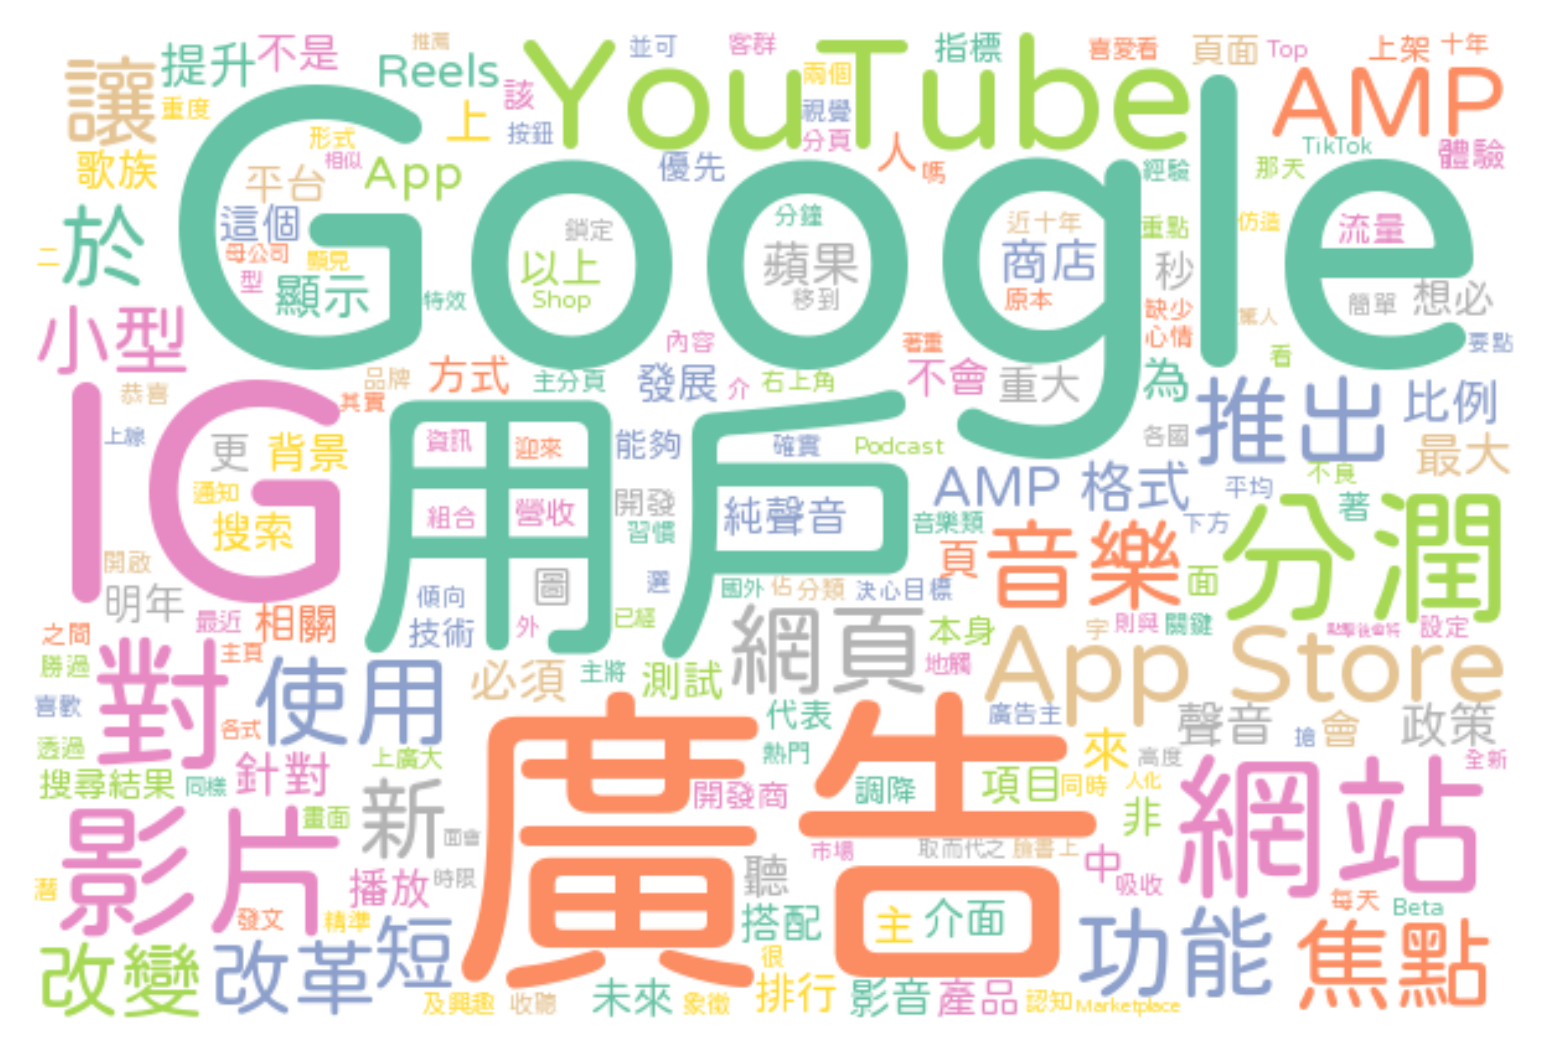 推薦
並可
客群
指標
喜愛看
頁面
Top
上架
十年
讓
提升
不是
Reels
YouTube
兩個
AMP
重度
上
該
按鈕
視覺
分頁
人
嗎
TikTok
體驗
歌族
形式
相似
App
平台
優先
經驗
那天
Google
於
這個
母公司
顯見
二
型
顯示
特效
鎖定
以上
Shop
分鐘
蘋果
移到
近十年
商店
原本
重點
仿造
流量
秒
簡單
想必
缺少
心情
驚人
看
要點
小型
內容
著重
品牌
方式
主分頁
發展
介
右上角
不會
重大
為
恭喜
其實
IG
用戶
推出
比例
上線
更
背景
資訊
迎來
能夠
確實
Podcast
各國
最大
不良
通知
搜索
組合
營收
開發
習慣
純聲音
AMP 格式
平均
音樂類
下方
著
分潤
開啟
頁
音樂
面
明年
傾向
圖
選
國外
佔
分類
決心目標
最近
相關
技術
外
已經
網頁
本身
字
則與
關鍵
點擊後會將
設定
之間
主頁
勝過
地觸
對
使用
必須
主將
測試
App Store
喜歡
各式
代表
廣告主
聲音
搶
會
政策
透過
上廣大
廣告
熱門
來
高度
全新
搜尋結果
同樣
針對
開發商
調降
項目
同時
人化
網站
影片
畫面
新
面會
非
市場
取而代之
臉書上
播放
時限
聽
中
吸收
發文
精準
每天
Beta
搭配
主
介面
改變
改革
短
很
功能
焦點
及興趣
收聽
未來
象徵
排行
影音
產品
認知
Marketplace